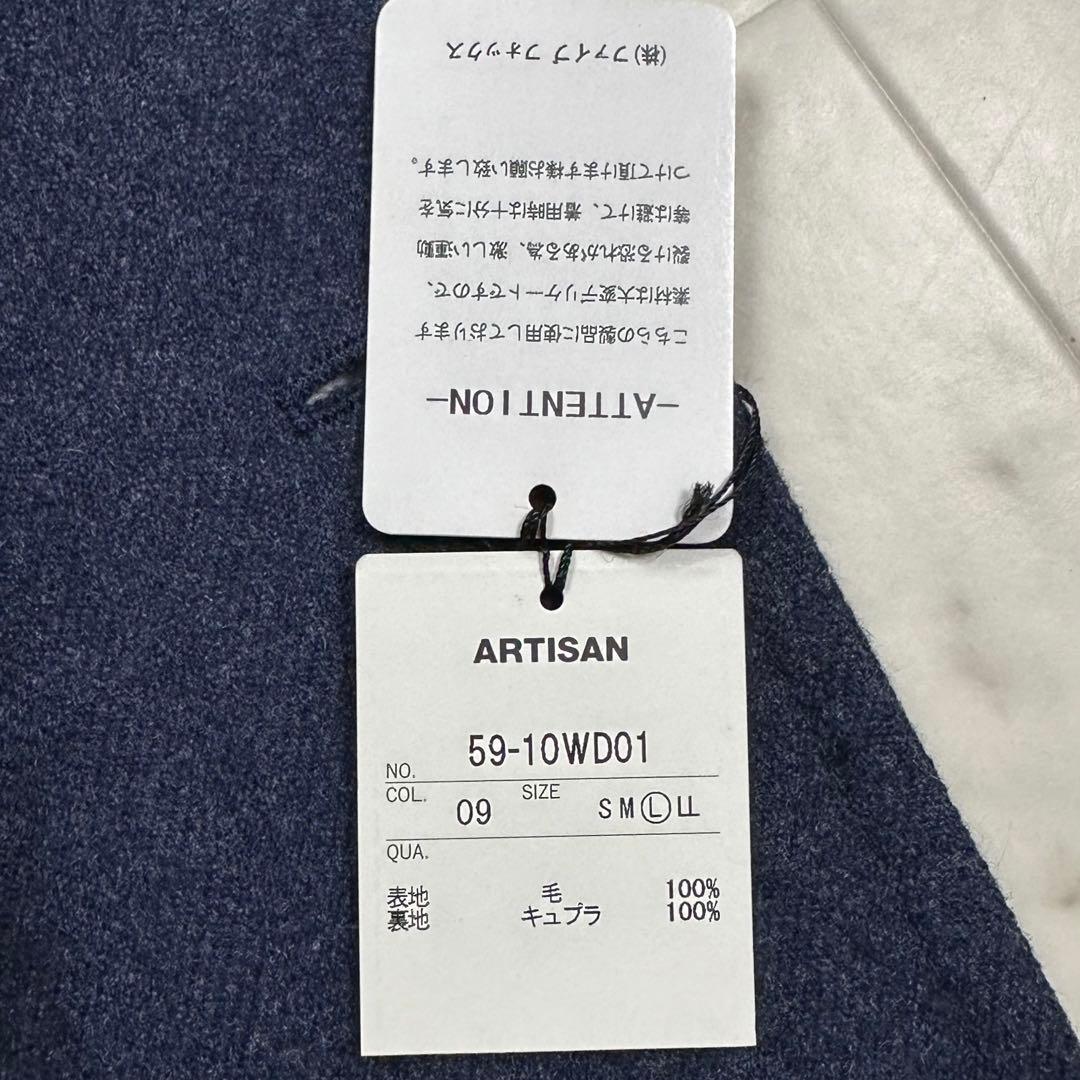 —ATTENTION—
こちらの製品に使用しております
素材は大変デリケートですので、
裂ける恐れがある為、激しい運動
等は避けて、着用時は十分に気を
つけて頂けます様お願い致します。
(株)ファイブ フォックス
ARTISAN
NO. 59-10WD01
COL. 09 SIZE S M Ⓛ LL
QUA.
表地 毛 100%
裏地 キュプラ 100%